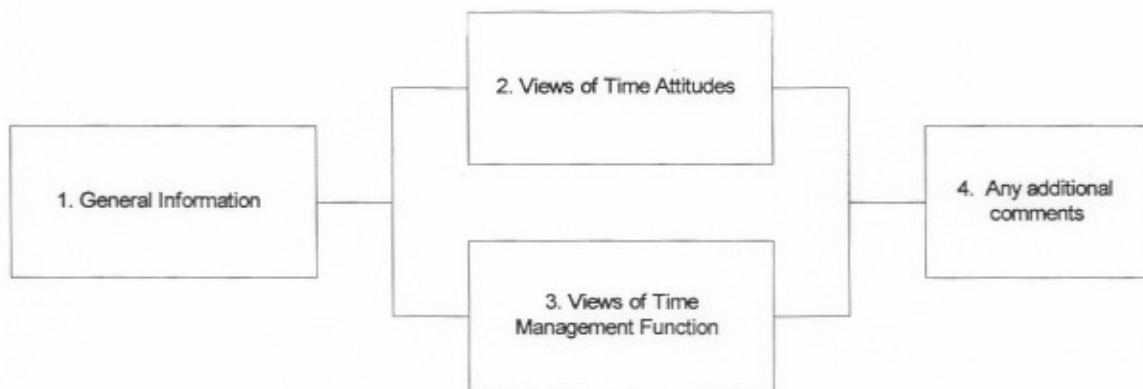 1. General Information
2. Views of Time Attitudes
3. Views of Time
Management Function
4. Any additional
comments